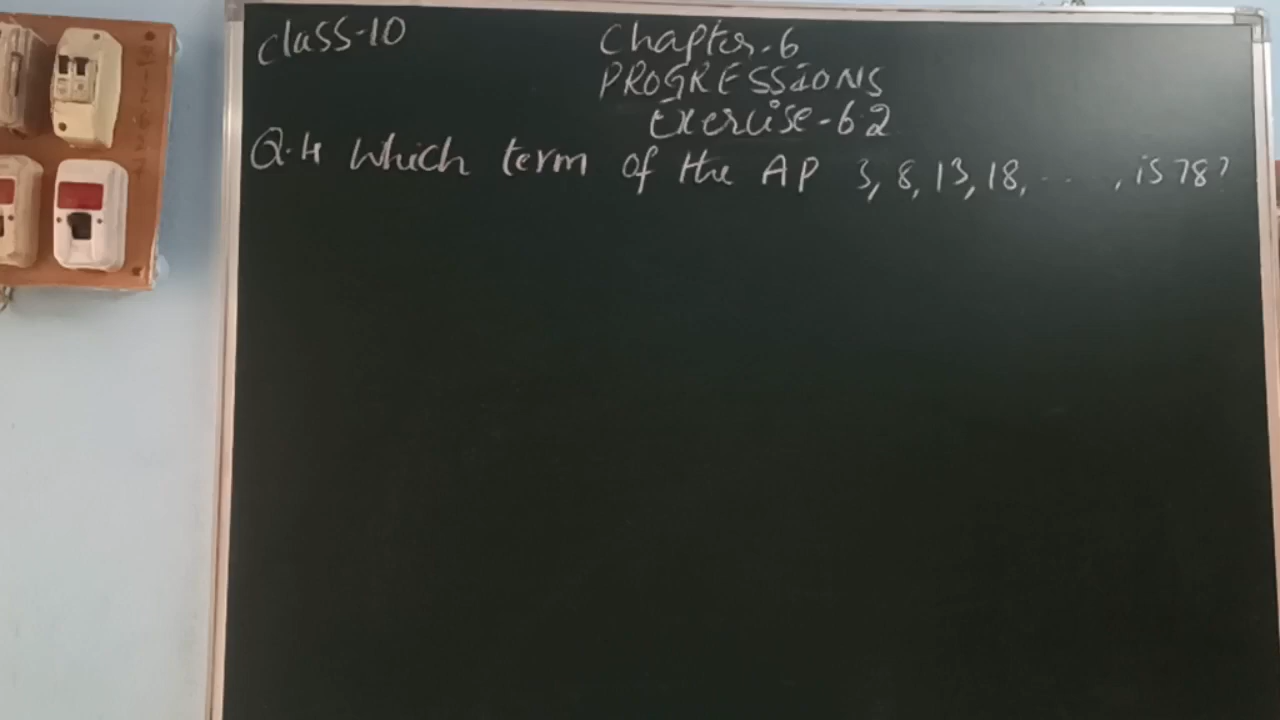 Class-10
Chapter-6
PROGRESSIONS
Exercise-6.2
Q.4 Which term of the AP 3, 8, 13, 18, ...., is 78?